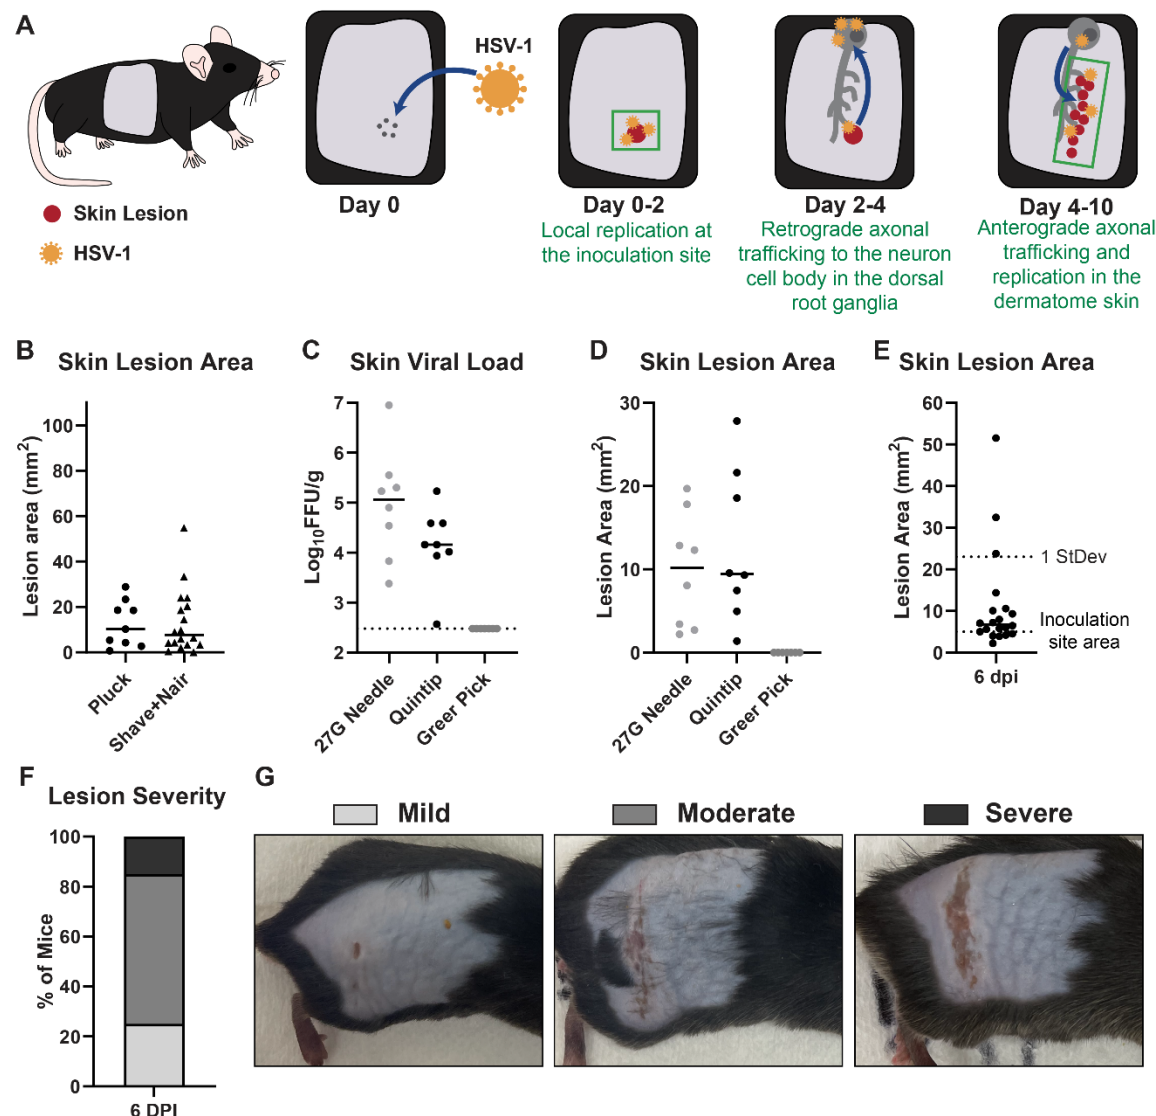 A
HSV-1
Skin Lesion
HSV-1
Day 0
Day 0-2
Local replication at
the inoculation site
Day 2-4
Retrograde axonal
trafficking to the neuron
cell body in the dorsal
root ganglia
Day 4-10
Anterograde axonal
trafficking and
replication in the
dermatome skin
B
Skin Lesion Area
Lesion area (mm²)
100
80
60
40
20
0
Pluck
Shave+Nair
C
Skin Viral Load
Log₁₀FFU/g
7
6
5
4
3
2
27G Needle
Quintip
Greer Pick
D
Skin Lesion Area
Lesion Area (mm²)
30
20
10
0
27G Needle
Quintip
Greer Pick
E
Skin Lesion Area
Lesion Area (mm²)
60
50
40
30
20
10
0
1 StDev
Inoculation
site area
6 dpi
F
Lesion Severity
% of Mice
100
80
60
40
20
0
6 DPI
G
Mild
Moderate
Severe